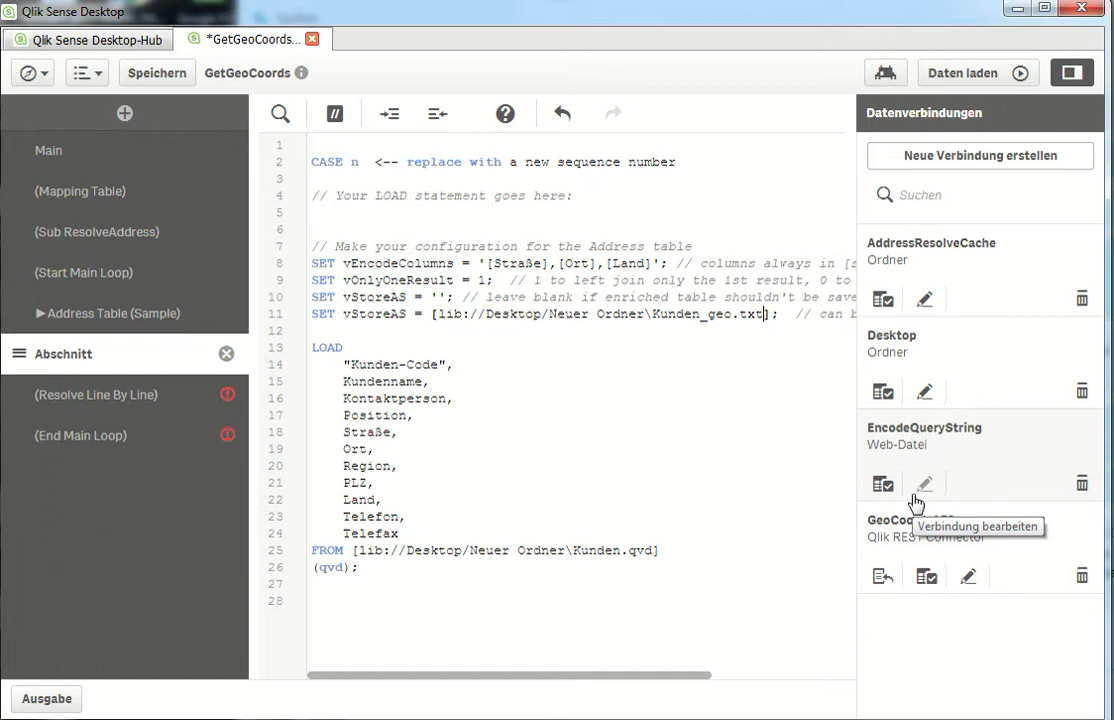 Qlik Sense Desktop
Qlik Sense Desktop-Hub
*GetGeoCoords...
Speichern
GetGeoCoords
Daten laden
Main
(Mapping Table)
(Sub ResolveAddress)
(Start Main Loop)
▶Address Table (Sample)
Abschnitt
(Resolve Line By Line)
(End Main Loop)
1
2 CASE n <-- replace with a new sequence number
3
4 // Your LOAD statement goes here:
5
6
7 // Make your configuration for the Address table
8 SET vEncodeColumns = '[Straße],[Ort],[Land]'; // columns always in [s
9 SET vOnlyOneResult = 1; // 1 to left join only the 1st result, 0 to
10 SET vStoreAS = ''; // leave blank if enriched table shouldn't be save
11 SET vStoreAS = [lib://Desktop/Neuer Ordner\Kunden_geo.txt]; // can b
12
13 LOAD
14 "Kunden-Code",
15 Kundenname,
16 Kontaktperson,
17 Position,
18 Straße,
19 Ort,
20 Region,
21 PLZ,
22 Land,
23 Telefon,
24 Telefax
25 FROM [lib://Desktop/Neuer Ordner\Kunden.qvd]
26 (qvd);
27
28
Datenverbindungen
Neue Verbindung erstellen
Suchen
AddressResolveCache
Ordner
Desktop
Ordner
EncodeQueryString
Web-Datei
Verbindung bearbeiten
Qlik REST Connector
Ausgabe